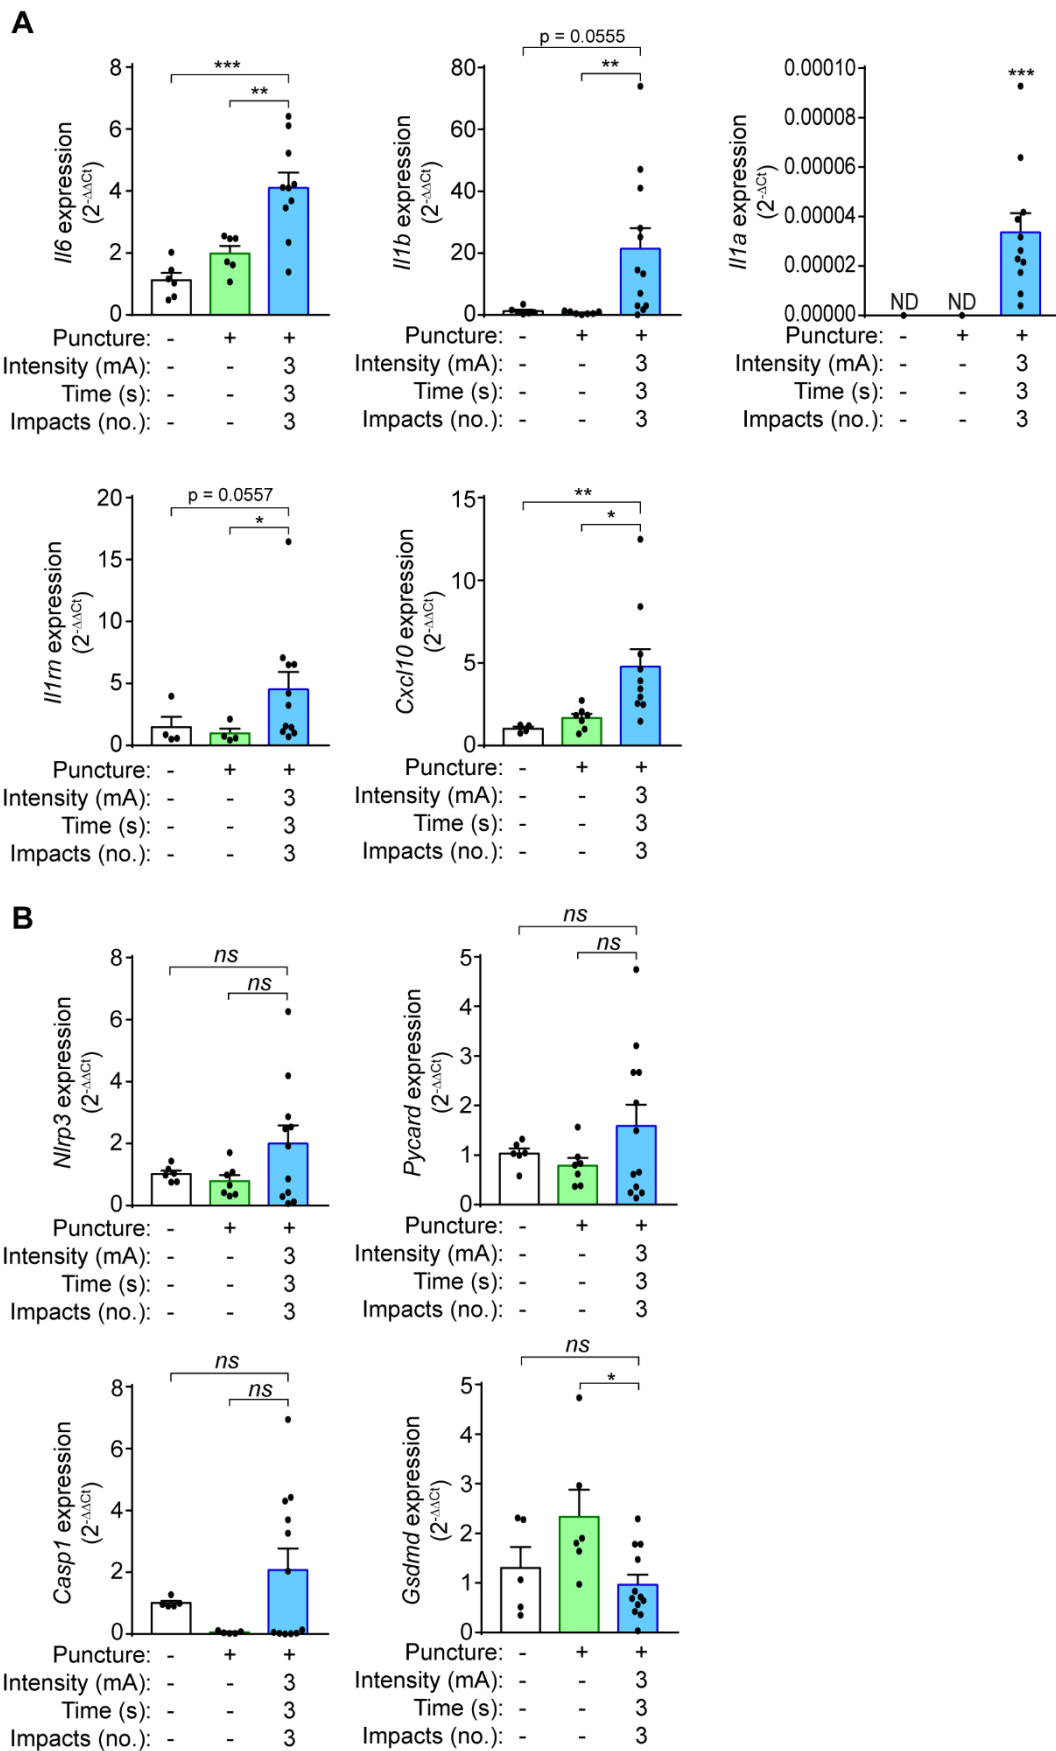 A
Il6 expression
(2-ΔΔCt)
8
6
4
2
0
***
**
Puncture: - + +
Intensity (mA): - - 3
Time (s): - - 3
Impacts (no.): - - 3
Il1b expression
(2-ΔΔCt)
80
60
40
20
0
p = 0.0555
**
Puncture: - + +
Intensity (mA): - - 3
Time (s): - - 3
Impacts (no.): - - 3
Il1a expression
(2-ΔΔCt)
0.00010
0.00008
0.00006
0.00004
0.00002
0.00000
***
ND ND
Puncture: - + +
Intensity (mA): - - 3
Time (s): - - 3
Impacts (no.): - - 3
Il1rn expression
(2-ΔΔCt)
20
15
10
5
0
p = 0.0557
*
Puncture: - + +
Intensity (mA): - - 3
Time (s): - - 3
Impacts (no.): - - 3
Cxcl10 expression
(2-ΔΔCt)
15
10
5
0
**
*
Puncture: - + +
Intensity (mA): - - 3
Time (s): - - 3
Impacts (no.): - - 3
B
Nlrp3 expression
(2-ΔΔCt)
8
6
4
2
0
ns
ns
Puncture: - + +
Intensity (mA): - - 3
Time (s): - - 3
Impacts (no.): - - 3
Pycard expression
(2-ΔΔCt)
5
4
3
2
1
0
ns
ns
Puncture: - + +
Intensity (mA): - - 3
Time (s): - - 3
Impacts (no.): - - 3
Casp1 expression
(2-ΔΔCt)
8
6
4
2
0
ns
ns
Puncture: - + +
Intensity (mA): - - 3
Time (s): - - 3
Impacts (no.): - - 3
Gsdmd expression
(2-ΔΔCt)
5
4
3
2
1
0
ns
*
Puncture: - + +
Intensity (mA): - - 3
Time (s): - - 3
Impacts (no.): - - 3